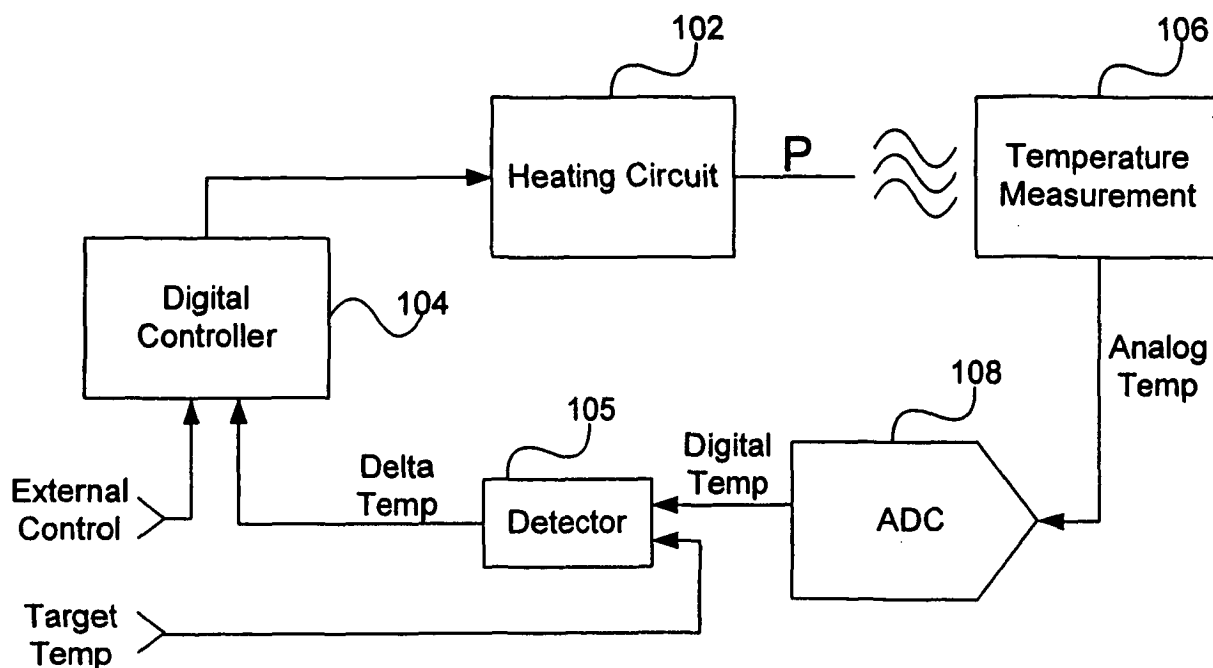 102
106
Heating Circuit
P
Temperature
Measurement
Digital
Controller
104
Analog
Temp
108
105
Delta
Temp
Digital
Temp
External
Control
Detector
ADC
Target
Temp